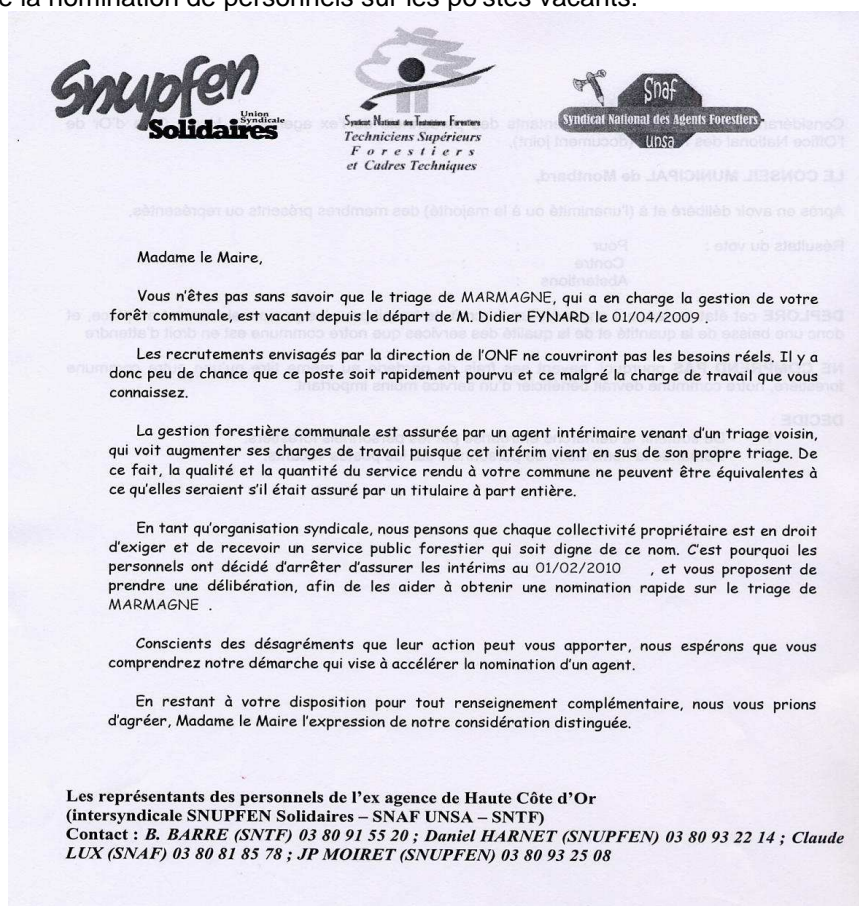 e la nomination de personnels sur les postes vacants.
Snupfen
Union
Syndicale
Solidaires
Syndicat National des Techniciens Forestiers
Techniciens Supérieurs
Forestiers
et Cadres Techniques
Snaf
Syndicat National des Agents Forestiers
unsa
Madame le Maire,
Vous n'êtes pas sans savoir que le triage de MARMAGNE, qui a en charge la gestion de votre
forêt communale, est vacant depuis le départ de M. Didier EYNARD le 01/04/2009 .
Les recrutements envisagés par la direction de l'ONF ne couvriront pas les besoins réels. Il y a
donc peu de chance que ce poste soit rapidement pourvu et ce malgré la charge de travail que vous
connaissez.
La gestion forestière communale est assurée par un agent intérimaire venant d'un triage voisin,
qui voit augmenter ses charges de travail puisque cet intérim vient en sus de son propre triage. De
ce fait, la qualité et la quantité du service rendu à votre commune ne peuvent être équivalentes à
ce qu'elles seraient s'il était assuré par un titulaire à part entière.
En tant qu'organisation syndicale, nous pensons que chaque collectivité propriétaire est en droit
d'exiger et de recevoir un service public forestier qui soit digne de ce nom. C'est pourquoi les
personnels ont décidé d'arrêter d'assurer les intérims au 01/02/2010 , et vous proposent de
prendre une délibération, afin de les aider à obtenir une nomination rapide sur le triage de
MARMAGNE .
Conscients des désagréments que leur action peut vous apporter, nous espérons que vous
comprendrez notre démarche qui vise à accélérer la nomination d'un agent.
En restant à votre disposition pour tout renseignement complémentaire, nous vous prions
d'agréer, Madame le Maire l'expression de notre considération distinguée.
Les représentants des personnels de l'ex agence de Haute Côte d'Or
(intersyndicale SNUPFEN Solidaires – SNAF UNSA – SNTF)
Contact : B. BARRE (SNTF) 03 80 91 55 20 ; Daniel HARNET (SNUPFEN) 03 80 93 22 14 ; Claude
LUX (SNAF) 03 80 81 85 78 ; JP MOIRET (SNUPFEN) 03 80 93 25 08